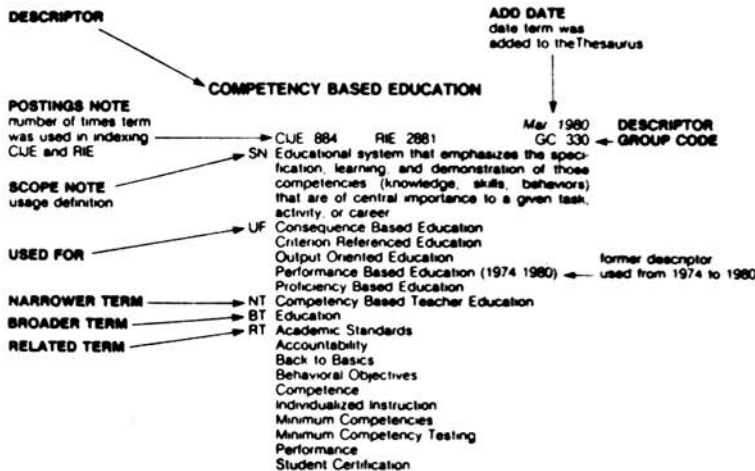 DESCRIPTOR
ADD DATE
date term was
added to the Thesaurus
COMPETENCY BASED EDUCATION
POSTINGS NOTE
number of times term
was used in indexing
CIJE and RIE
Mar 1980
CIJE 884 RIE 2881 GC 330
DESCRIPTOR
GROUP CODE
SCOPE NOTE
usage definition
SN Educational system that emphasizes the speci-
fication, learning, and demonstration of those
competencies (knowledge, skills, behaviors)
that are of central importance to a given task,
activity, or career
USED FOR
UF Consequence Based Education
Criterion Referenced Education
Output Oriented Education
Performance Based Education (1974 1980)
former descriptor
used from 1974 to 1980
Proficiency Based Education
NARROWER TERM
NT Competency Based Teacher Education
BROADER TERM
BT Education
RELATED TERM
RT Academic Standards
Accountability
Back to Basics
Behavioral Objectives
Competence
Individualized Instruction
Minimum Competencies
Minimum Competency Testing
Performance
Student Certification